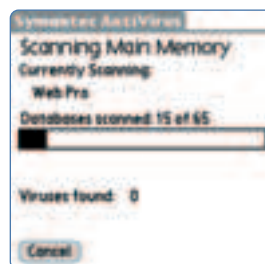 Symantec AntiVirus
Scanning Main Memory
Currently Scanning:
Web Pro
Databases scanned: 15 of 65
Viruses found: 0
Cancel